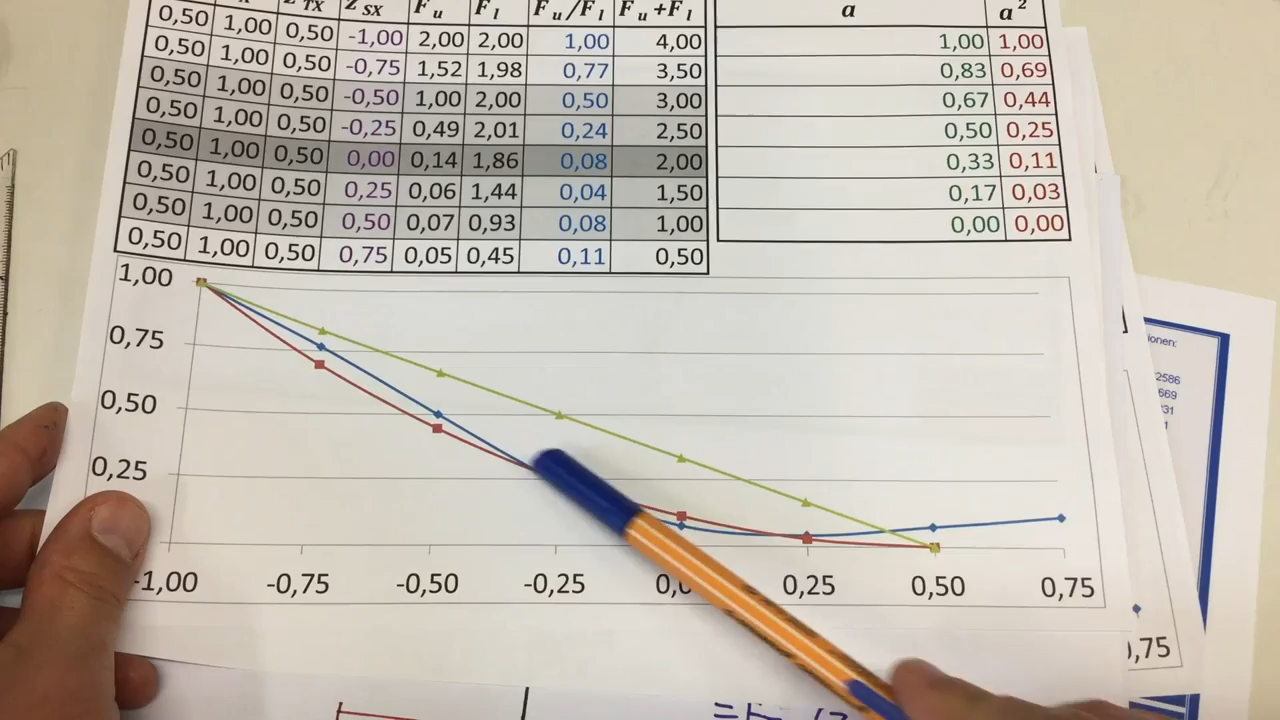 Z TX Z SX F u F l F u /F l F u +F l a a²
0,50 1,00 0,50 -1,00 2,00 2,00 1,00 4,00 1,00 1,00
0,50 1,00 0,50 -0,75 1,52 1,98 0,77 3,50 0,83 0,69
0,50 1,00 0,50 -0,50 1,00 2,00 0,50 3,00 0,67 0,44
0,50 1,00 0,50 -0,25 0,49 2,01 0,24 2,50 0,50 0,25
0,50 1,00 0,50 0,00 0,14 1,86 0,08 2,00 0,33 0,11
0,50 1,00 0,50 0,25 0,06 1,44 0,04 1,50 0,17 0,03
0,50 1,00 0,50 0,50 0,07 0,93 0,08 1,00 0,00 0,00
0,50 1,00 0,50 0,75 0,05 0,45 0,11 0,50
1,00
0,75
0,50
0,25
-1,00 -0,75 -0,50 -0,25 0,0 0,25 0,50 0,75
ionen:
2586
669
31
1
,75